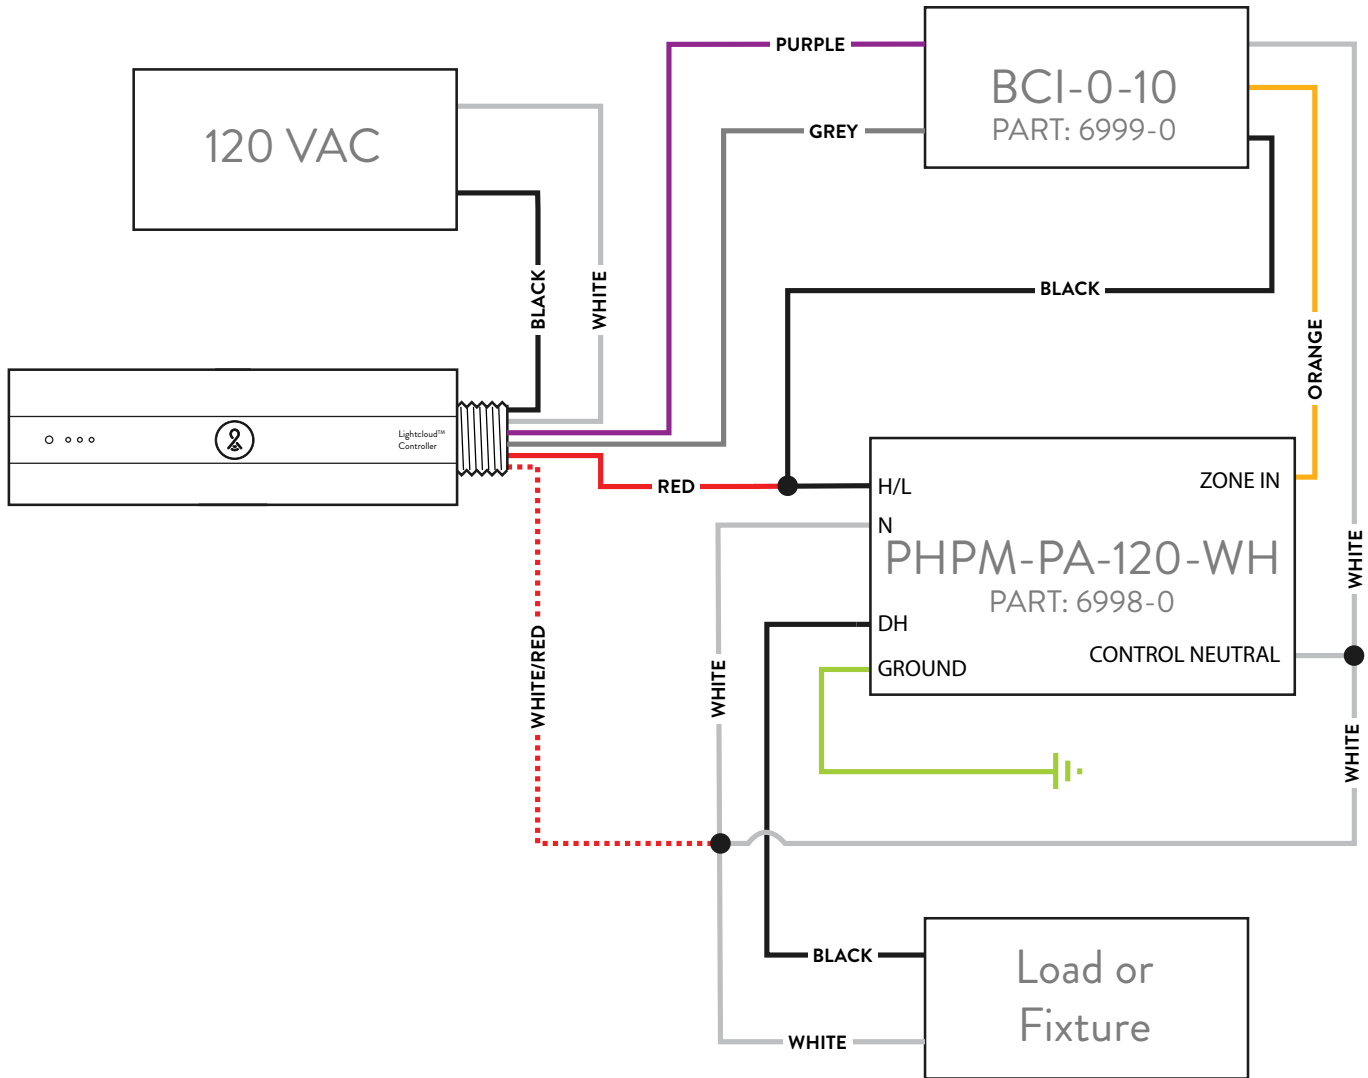 PURPLE
BCI-0-10
PART: 6999-0
120 VAC
GREY
BLACK
WHITE
BLACK
ORANGE
Lightcloud™
Controller
RED
H/L
ZONE IN
N
PHPM-PA-120-WH
PART: 6998-0
WHITE
DH
CONTROL NEUTRAL
GROUND
WHITE/RED
WHITE
WHITE
BLACK
Load or
Fixture
WHITE